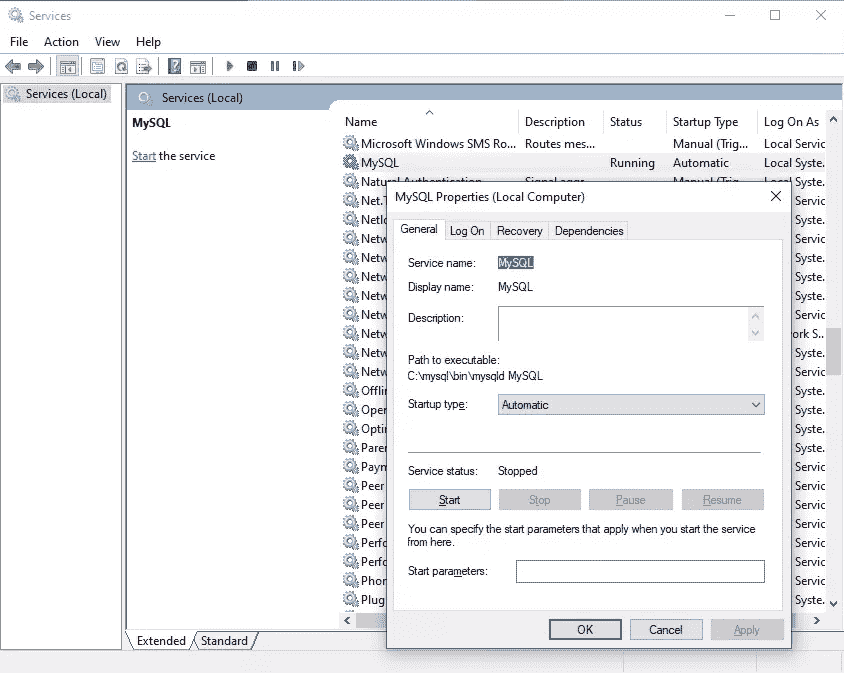 Services
File Action View Help
Services (Local)
Services (Local)
MySQL
Start the service
Name Description Status Startup Type Log On As
Microsoft Windows SMS Ro... Routes mes... Manual (Trig... Local Servic
MySQL Running Automatic Local Syste.
Natural Authentication Signal aggr... Manual (Trig... Local Syste.
Net.T Servic
Netlo Syste.
Netw Servic
Netw Syste.
Netw Syste.
Netw Syste.
Netw Servic
Netw rk S..
Netw Syste.
Netw Servic
Offlin Syste.
Oper Syste.
Optin Syste.
Paren Syste.
Paym Servic
Peer Servic
Peer Servic
Peer Servic
Perfo Servic
Perfo Servic
Phon Servic
Plug Syste.
MySQL Properties (Local Computer)
General Log On Recovery Dependencies
Service name: MySQL
Display name: MySQL
Description:
Path to executable:
C:\mysql\bin\mysqld MySQL
Startup type: Automatic
Service status: Stopped
Start Stop Pause Resume
You can specify the start parameters that apply when you start the service
from here.
Start parameters:
OK Cancel Apply
Extended Standard